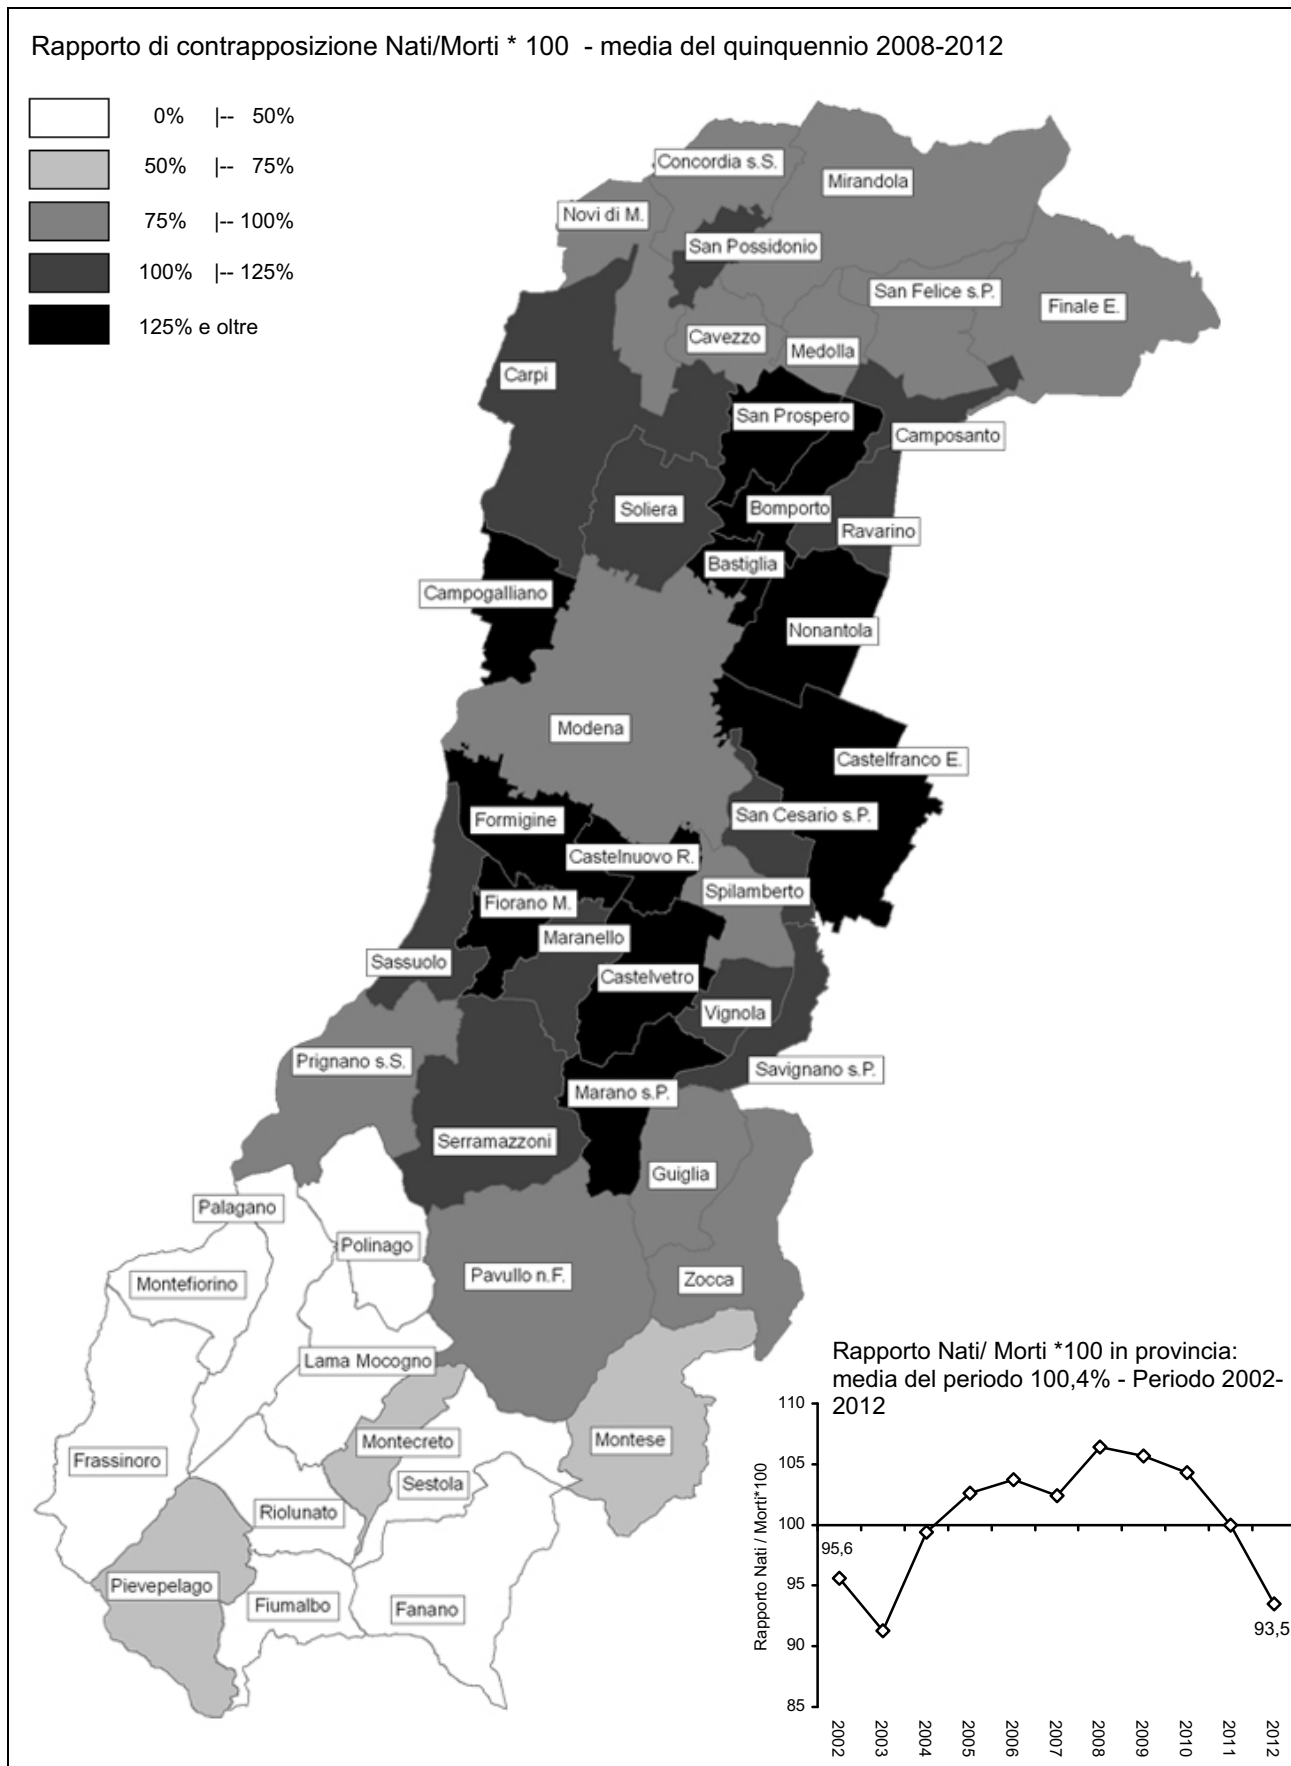 Rapporto di contrapposizione Nati/Morti * 100  - media del quinquennio 2008-2012
0% |-- 50%
50% |-- 75%
75% |-- 100%
100% |-- 125%
125% e oltre
Concordia s.S.
Mirandola
Novi di M.
San Possidonio
San Felice s.P.
Finale E.
Cavezzo
Medolla
Carpi
San Prospero
Camposanto
Soliera
Bomporto
Ravarino
Bastiglia
Campogalliano
Nonantola
Modena
Castelfranco E.
San Cesario s.P.
Formigine
Castelnuovo R.
Spilamberto
Fiorano M.
Maranello
Sassuolo
Castelvetro
Vignola
Prignano s.S.
Savignano s.P.
Marano s.P.
Serramazzoni
Guiglia
Palagano
Polinago
Montefiorino
Pavullo n.F.
Zocca
Lama Mocogno
Montecreto
Montese
Frassinoro
Sestola
Riolunato
Pievepelago
Fiumalbo
Fanano
Rapporto Nati/ Morti *100 in provincia:
media del periodo 100,4% - Periodo 2002-
2012
Rapporto Nati / Morti*100
110
105
100
95
90
85
95,6
93,5
2002
2003
2004
2005
2006
2007
2008
2009
2010
2011
2012